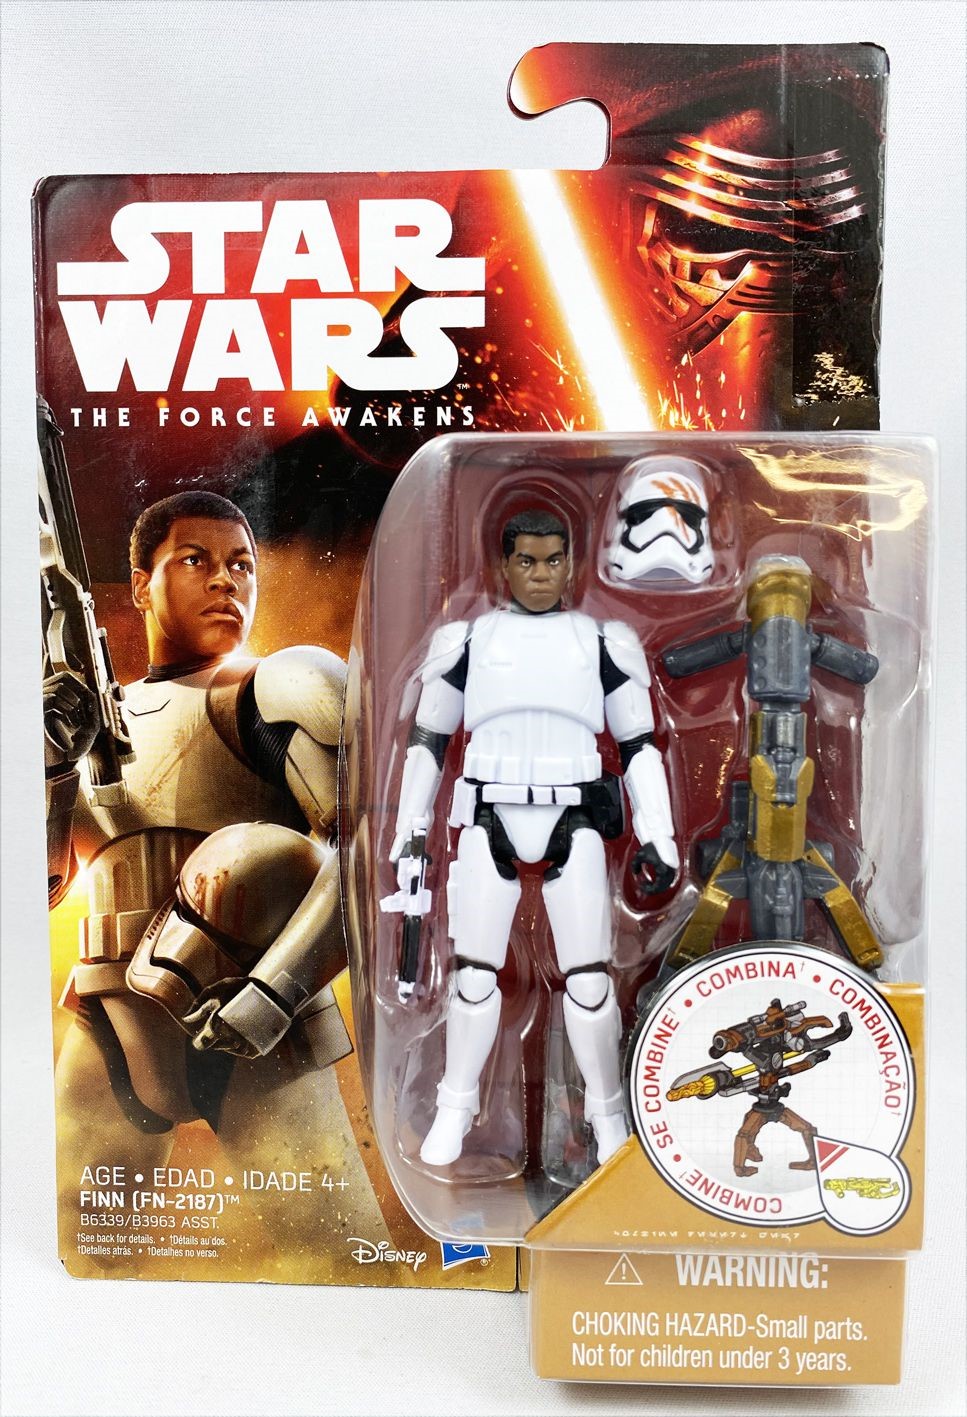 STAR
WARS™
THE FORCE AWAKENS
• COMBINA† • COMBINAÇÃO†
• SE COMBINE†
COMBINE†
AGE • EDAD • IDADE 4+
FINN (FN-2187)™
B6339/B3963 ASST.
†See back for details. • †Détails au dos.
†Detalles atrás. • †Detalhes no verso.
Disney
®
WARNING:
CHOKING HAZARD-Small parts.
Not for children under 3 years.